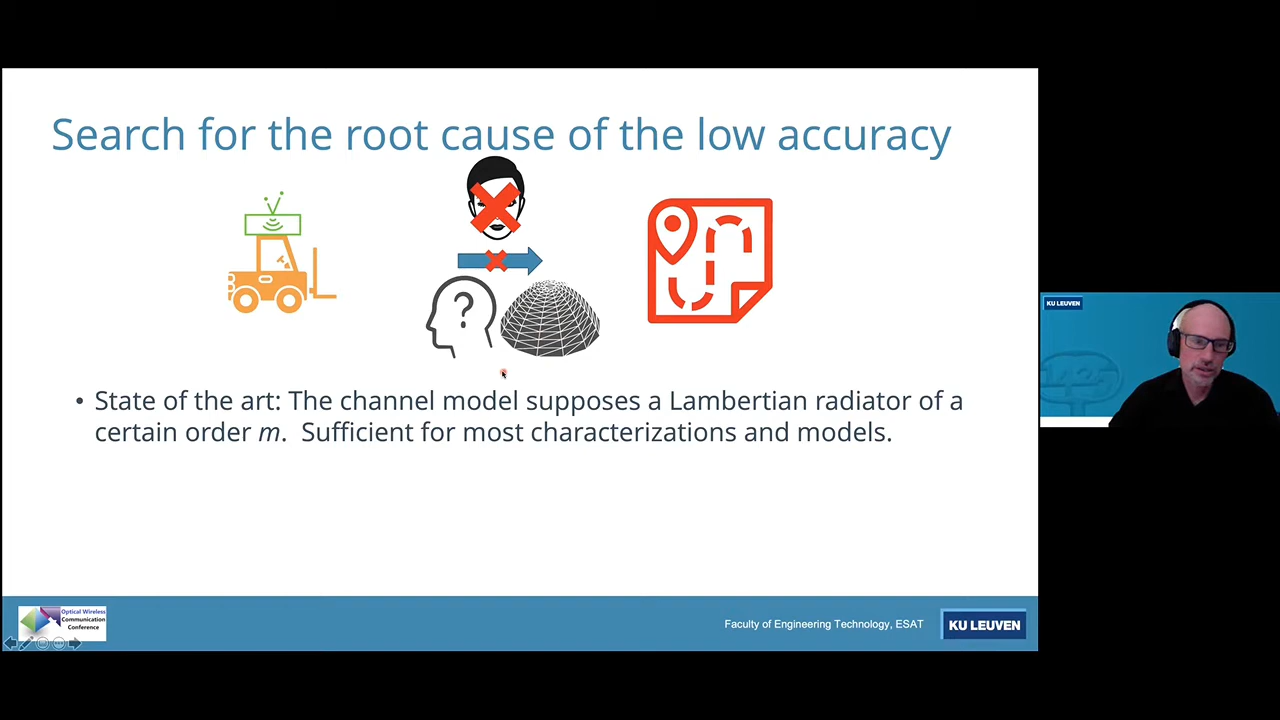 Search for the root cause of the low accuracy
?
• State of the art: The channel model supposes a Lambertian radiator of a
certain order m. Sufficient for most characterizations and models.
KU LEUVEN
1425
Optical Wireless
Communication
Conference
Faculty of Engineering Technology, ESAT
KU LEUVEN